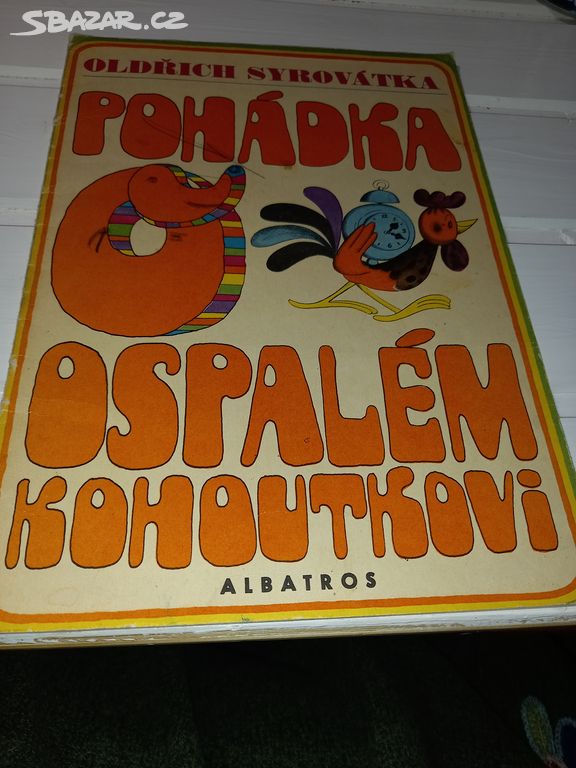 SBAZAR.CZ
OLDŘICH SYROVÁTKA
POHÁDKA
O
OSPALÉM
KOHOUTKOVI
ALBATROS